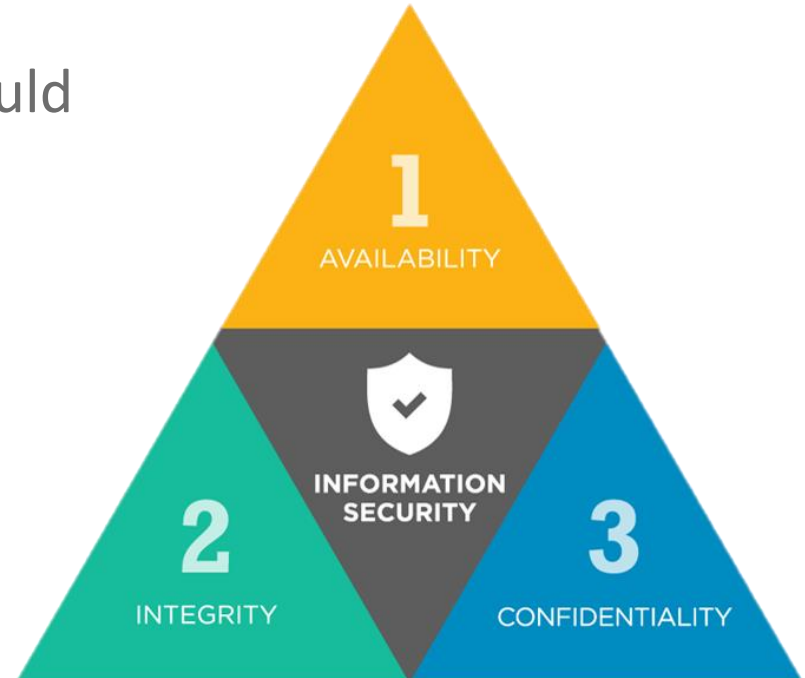 uld
1
AVAILABILITY
INFORMATION
SECURITY
2
INTEGRITY
3
CONFIDENTIALITY